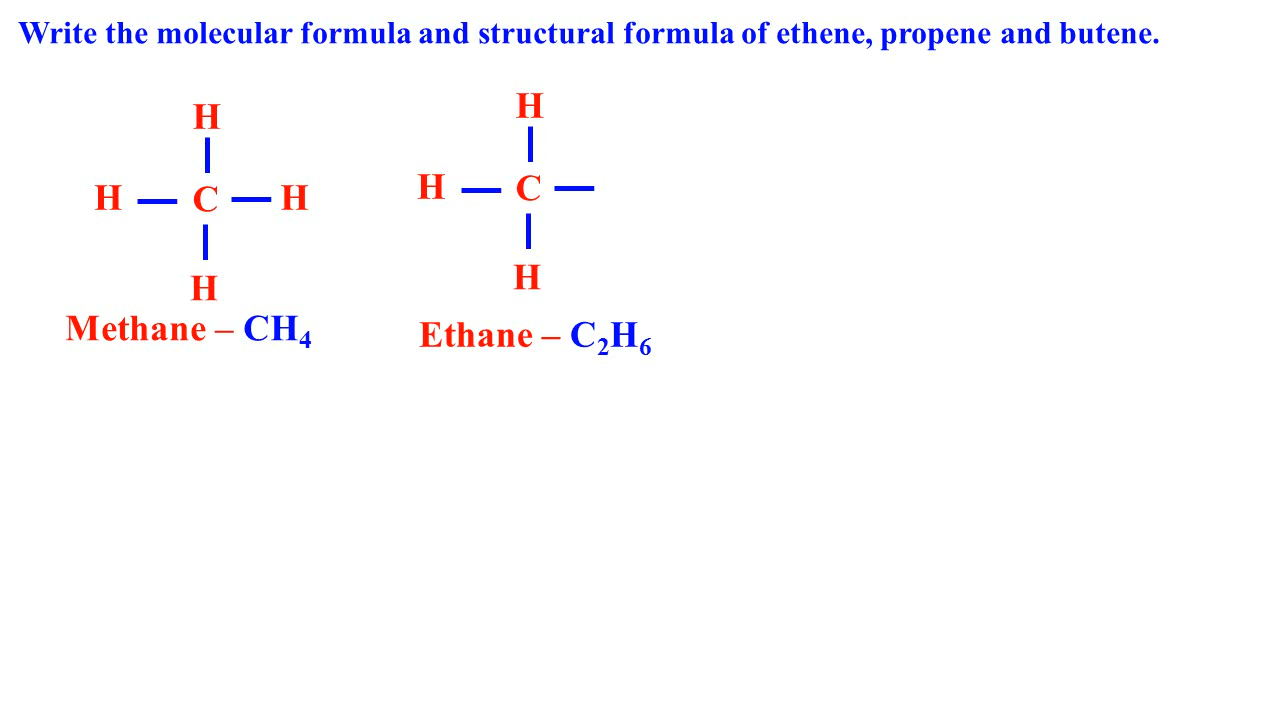 Write the molecular formula and structural formula of ethene, propene and butene.
H
H
H — C — H
H — C —
H
H
Methane – CH₄
Ethane – C₂H₆